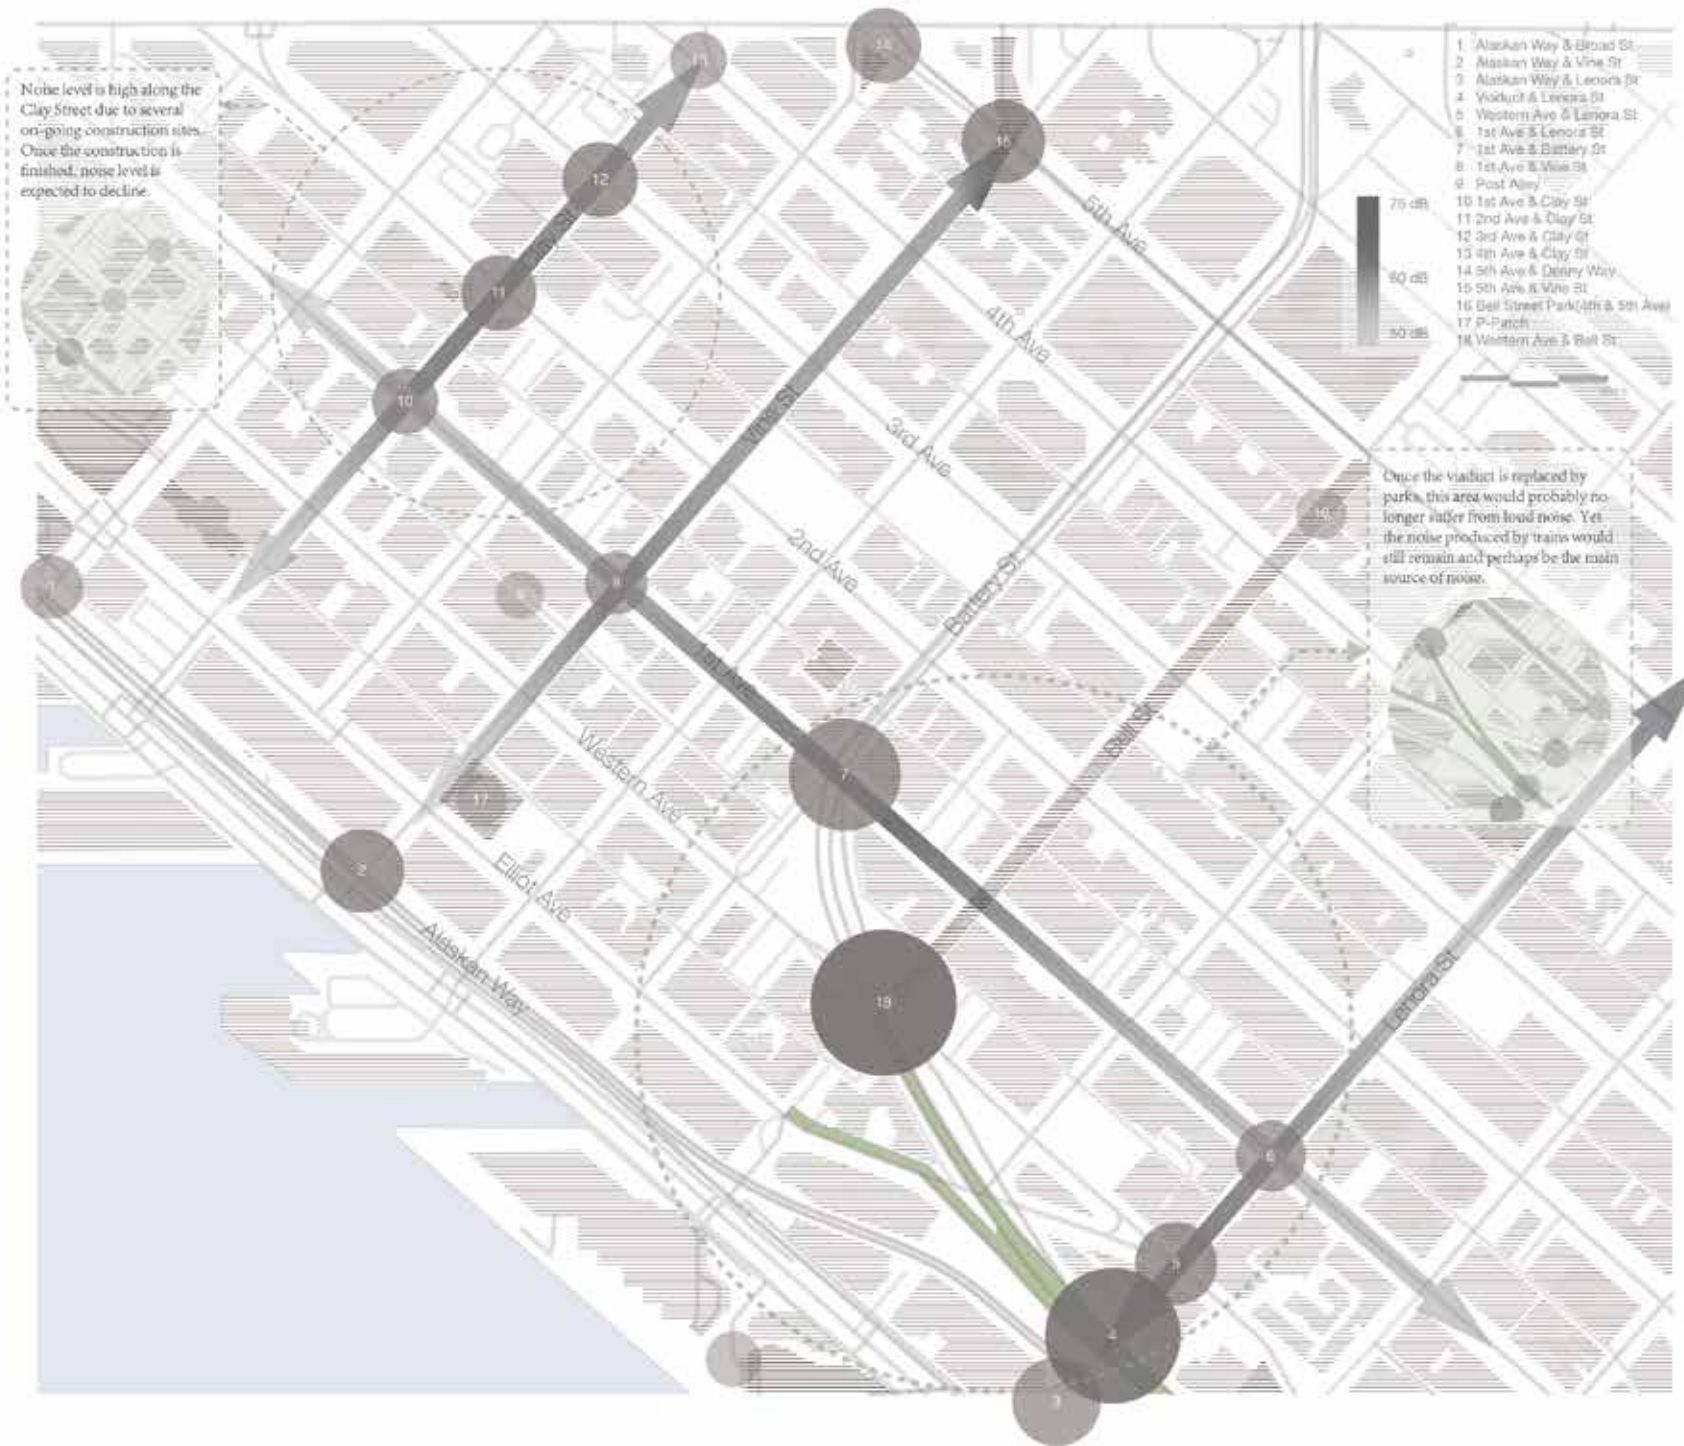 Noise level is high along the
Clay Street due to several
on-going construction sites.
Once the construction is
finished, noise level is
expected to decline.
1 Alaskan Way & Broad St
2 Alaskan Way & Vine St
3 Alaskan Way & Lenora St
4 Viaduct & Lenora St
5 Western Ave & Lenora St
6 1st Ave & Lenora St
7 1st Ave & Battery St
8 1st Ave & Vine St
9 Post Alley
10 1st Ave & Clay St
11 2nd Ave & Clay St
12 3rd Ave & Clay St
13 4th Ave & Clay St
14 5th Ave & Denny Way
15 5th Ave & Vine St
16 Bell Street Park(4th & 5th Ave)
17 P-Patch
18 Western Ave & Bell St
75 dB
60 dB
50 dB
Once the viaduct is replaced by
parks, this area would probably no
longer suffer from loud noise. Yet
the noise produced by trains would
still remain and perhaps be the main
source of noise.
12
11
10
5th Ave
4th Ave
3rd Ave
2nd Ave
1st Ave
Vine St
Battery St
Bell St
Lenora St
Western Ave
Elliot Ave
Alaskan Way
17
2
7
6
5
3